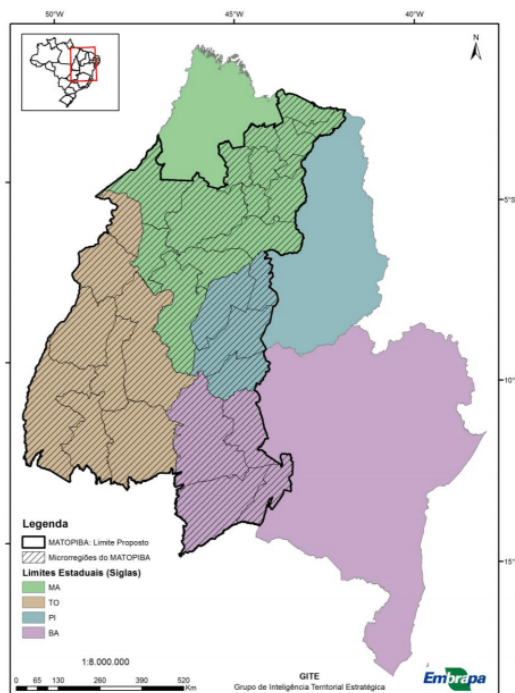 50°W
45°W
40°W
N
5°S
10°S
15°S
Legenda
MATOPIBA: Limite Proposto
Microrregiões do MATOPIBA
Limites Estaduais (Siglas)
MA
TO
PI
BA
1:8.000.000
0 65 130 260 390 520
Km
GITE
Grupo de Inteligência Territorial Estratégica
Embrapa